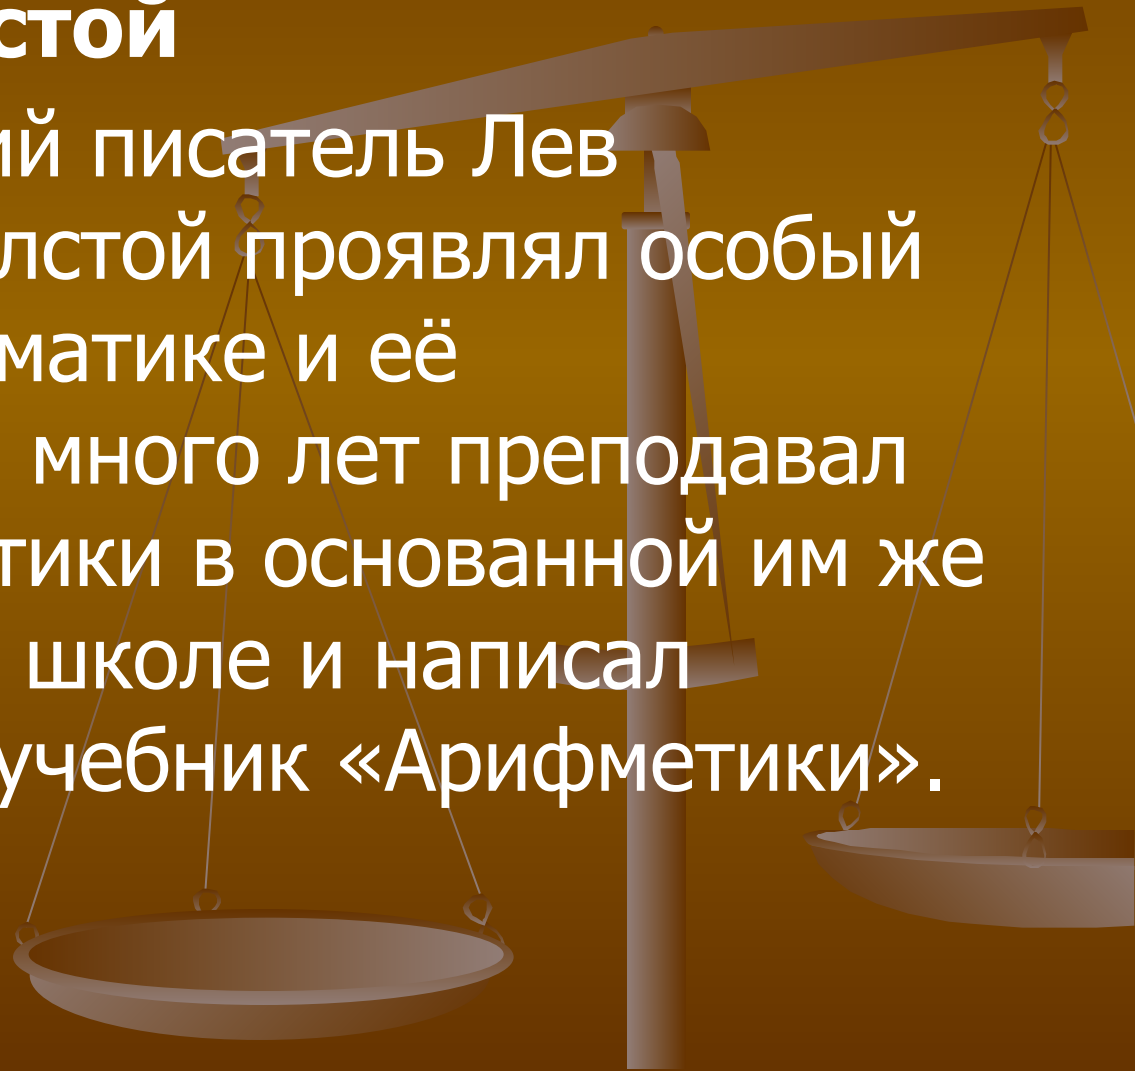 стой
ий писатель Лев
лстой проявлял особый
матике и её
много лет преподавал
тики в основанной им же
школе и написал
учебник «Арифметики».